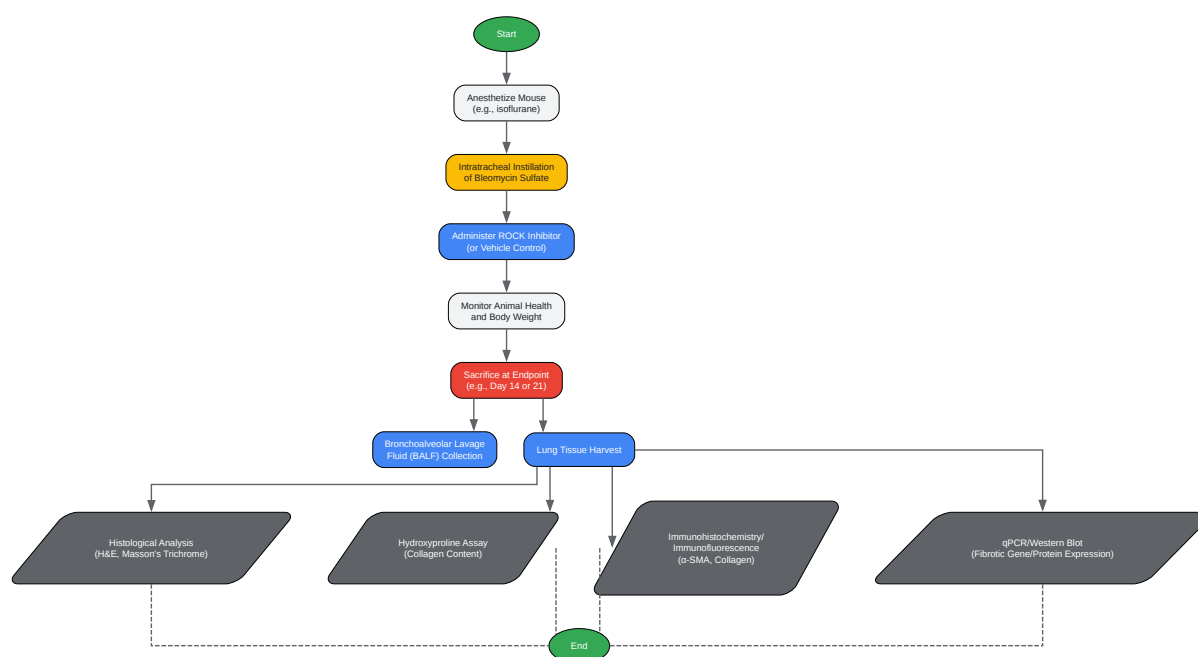 Start
Anesthetize Mouse
(e.g., isoflurane)
Intratracheal Instillation
of Bleomycin Sulfate
Administer ROCK Inhibitor
(or Vehicle Control)
Monitor Animal Health
and Body Weight
Sacrifice at Endpoint
(e.g., Day 14 or 21)
Bronchoalveolar Lavage
Fluid (BALF) Collection
Lung Tissue Harvest
Histological Analysis
(H&E, Masson's Trichrome)
Hydroxyproline Assay
(Collagen Content)
Immunohistochemistry/
Immunofluorescence
(α-SMA, Collagen)
qPCR/Western Blot
(Fibrotic Gene/Protein Expression)
End